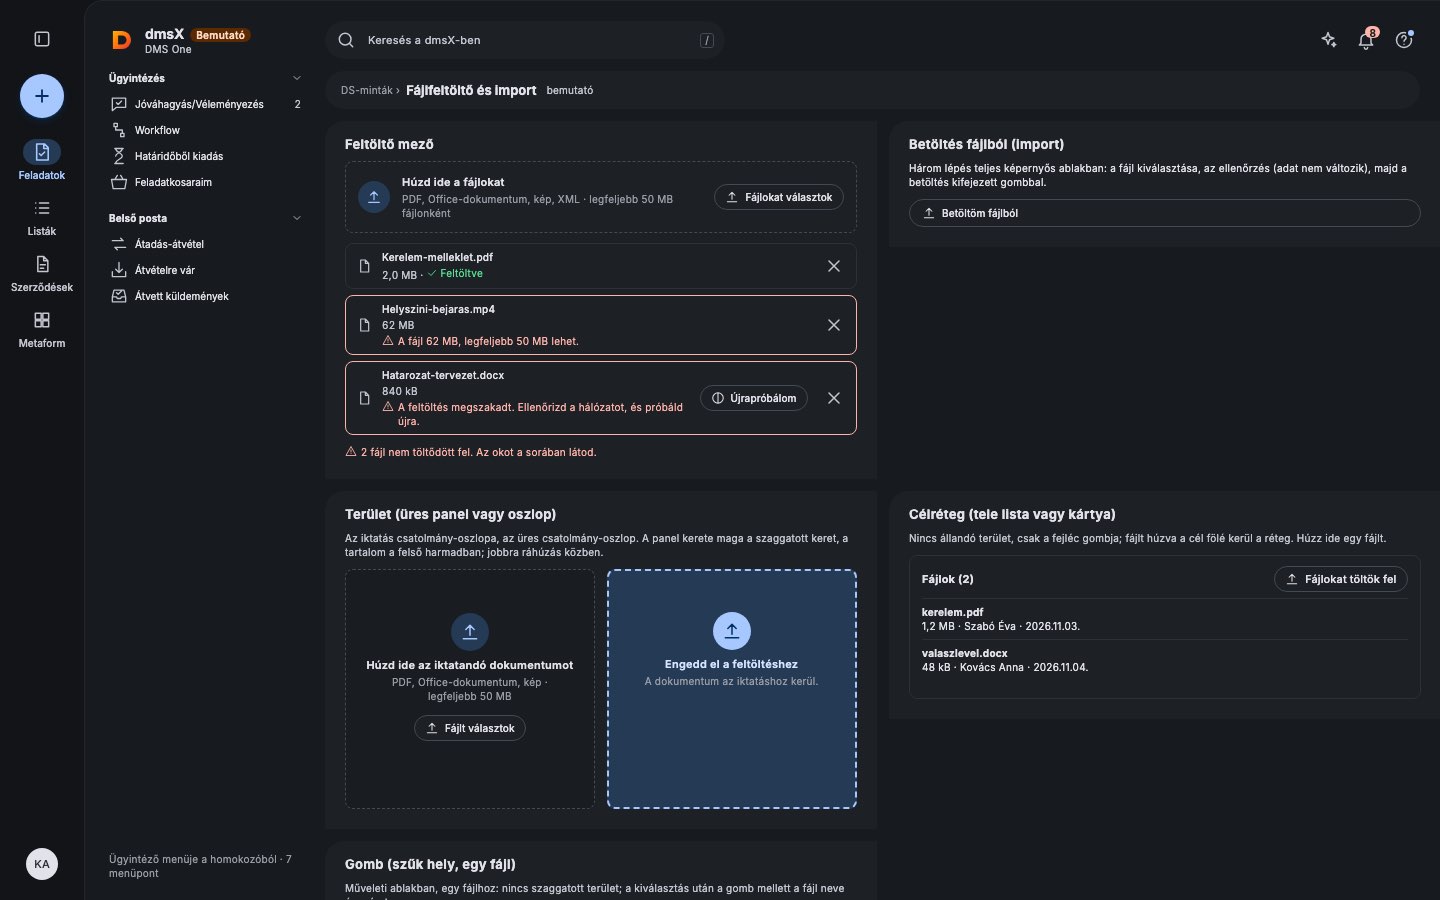 dmsX Bemutató
DMS One
Keresés a dmsX-ben
/
8
Feladatok
Listák
Szerződések
Metaform
KA
Ügyintézés
Jóváhagyás/Véleményezés 2
Workflow
Határidőből kiadás
Feladatkosaraim
Belső posta
Átadás-átvétel
Átvételre vár
Átvett küldemények
Ügyintéző menüje a homokozóból · 7
menüpont
DS-minták › Fájlfeltöltő és import bemutató
Feltöltő mező
Húzd ide a fájlokat
PDF, Office-dokumentum, kép, XML · legfeljebb 50 MB
fájlonként
Fájlokat választok
Kerelem-melleklet.pdf
2,0 MB · Feltöltve
Helyszini-bejaras.mp4
62 MB
A fájl 62 MB, legfeljebb 50 MB lehet.
Hatarozat-tervezet.docx
840 kB
A feltöltés megszakadt. Ellenőrizd a hálózatot, és próbáld
újra.
Újrapróbálom
2 fájl nem töltődött fel. Az okot a sorában látod.
Betöltés fájlból (import)
Három lépés teljes képernyős ablakban: a fájl kiválasztása, az ellenőrzés (adat nem változik), majd a
betöltés kifejezett gombbal.
Betöltöm fájlból
Terület (üres panel vagy oszlop)
Az iktatás csatolmány-oszlopa, az üres csatolmány-oszlop. A panel kerete maga a szaggatott keret, a
tartalom a felső harmadban; jobbra ráhúzás közben.
Húzd ide az iktatandó dokumentumot
PDF, Office-dokumentum, kép ·
legfeljebb 50 MB
Fájlt választok
Engedd el a feltöltéshez
A dokumentum az iktatáshoz kerül.
Célréteg (tele lista vagy kártya)
Nincs állandó terület, csak a fejléc gombja; fájlt húzva a cél fölé kerül a réteg. Húzz ide egy fájlt.
Fájlok (2)
Fájlokat töltök fel
kerelem.pdf
1,2 MB · Szabó Éva · 2026.11.03.
valaszlevel.docx
48 kB · Kovács Anna · 2026.11.04.
Gomb (szűk hely, egy fájl)
Műveleti ablakban, egy fájlhoz: nincs szaggatott terület; a kiválasztás után a gomb mellett a fájl neve